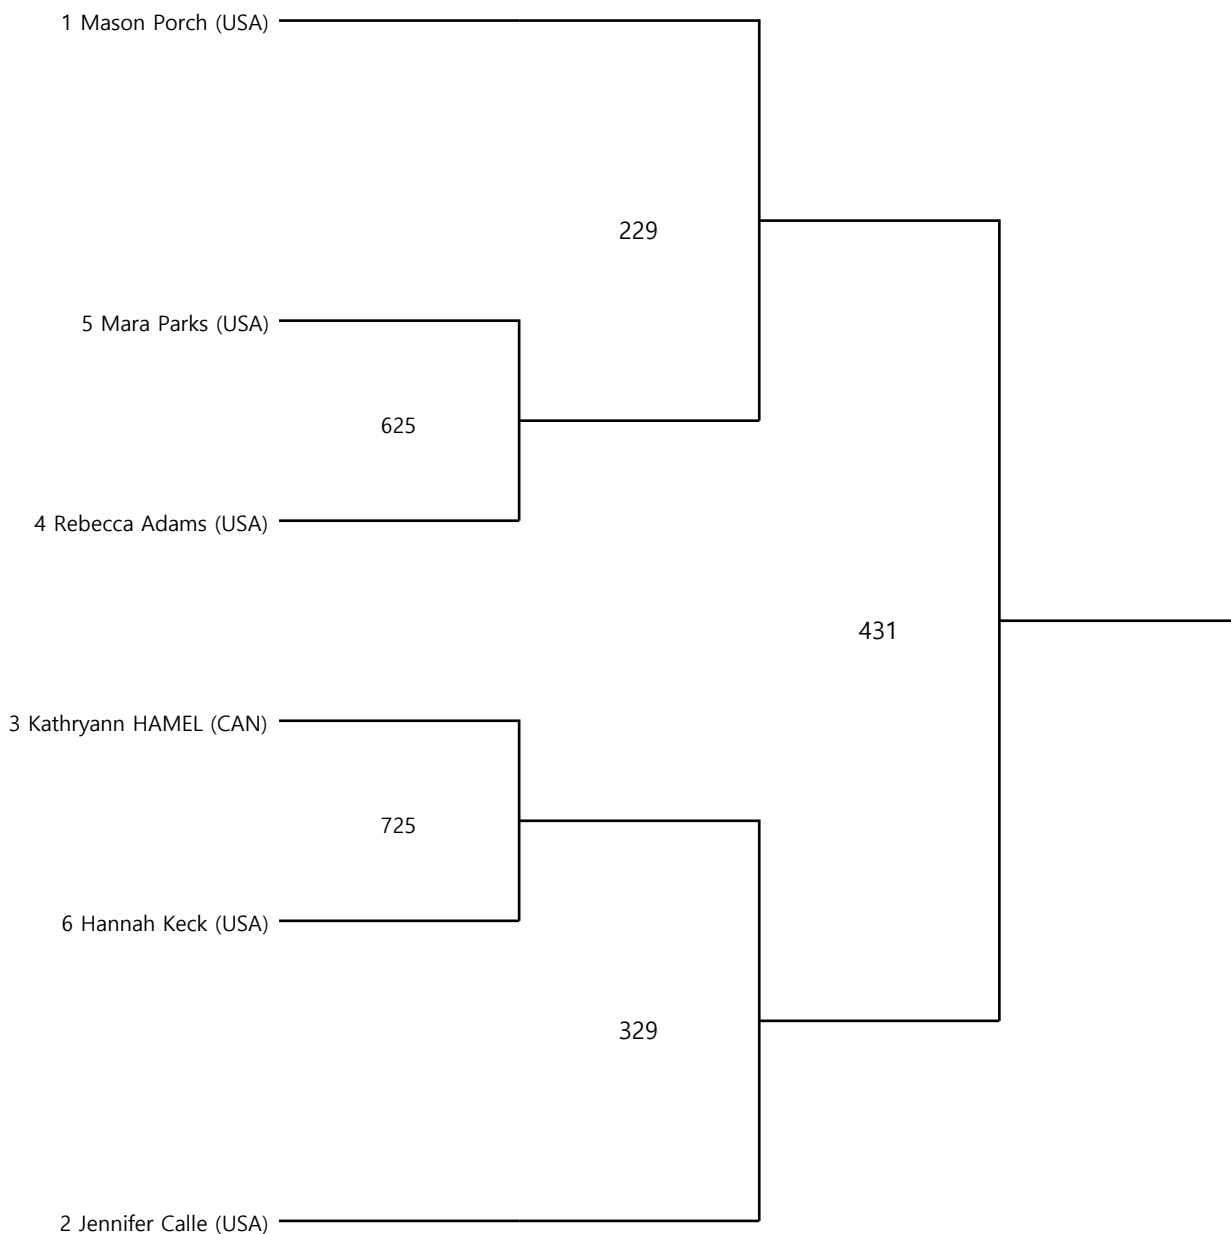 1 Mason Porch (USA)
229
5 Mara Parks (USA)
625
4 Rebecca Adams (USA)
431
3 Kathryann HAMEL (CAN)
725
6 Hannah Keck (USA)
329
2 Jennifer Calle (USA)